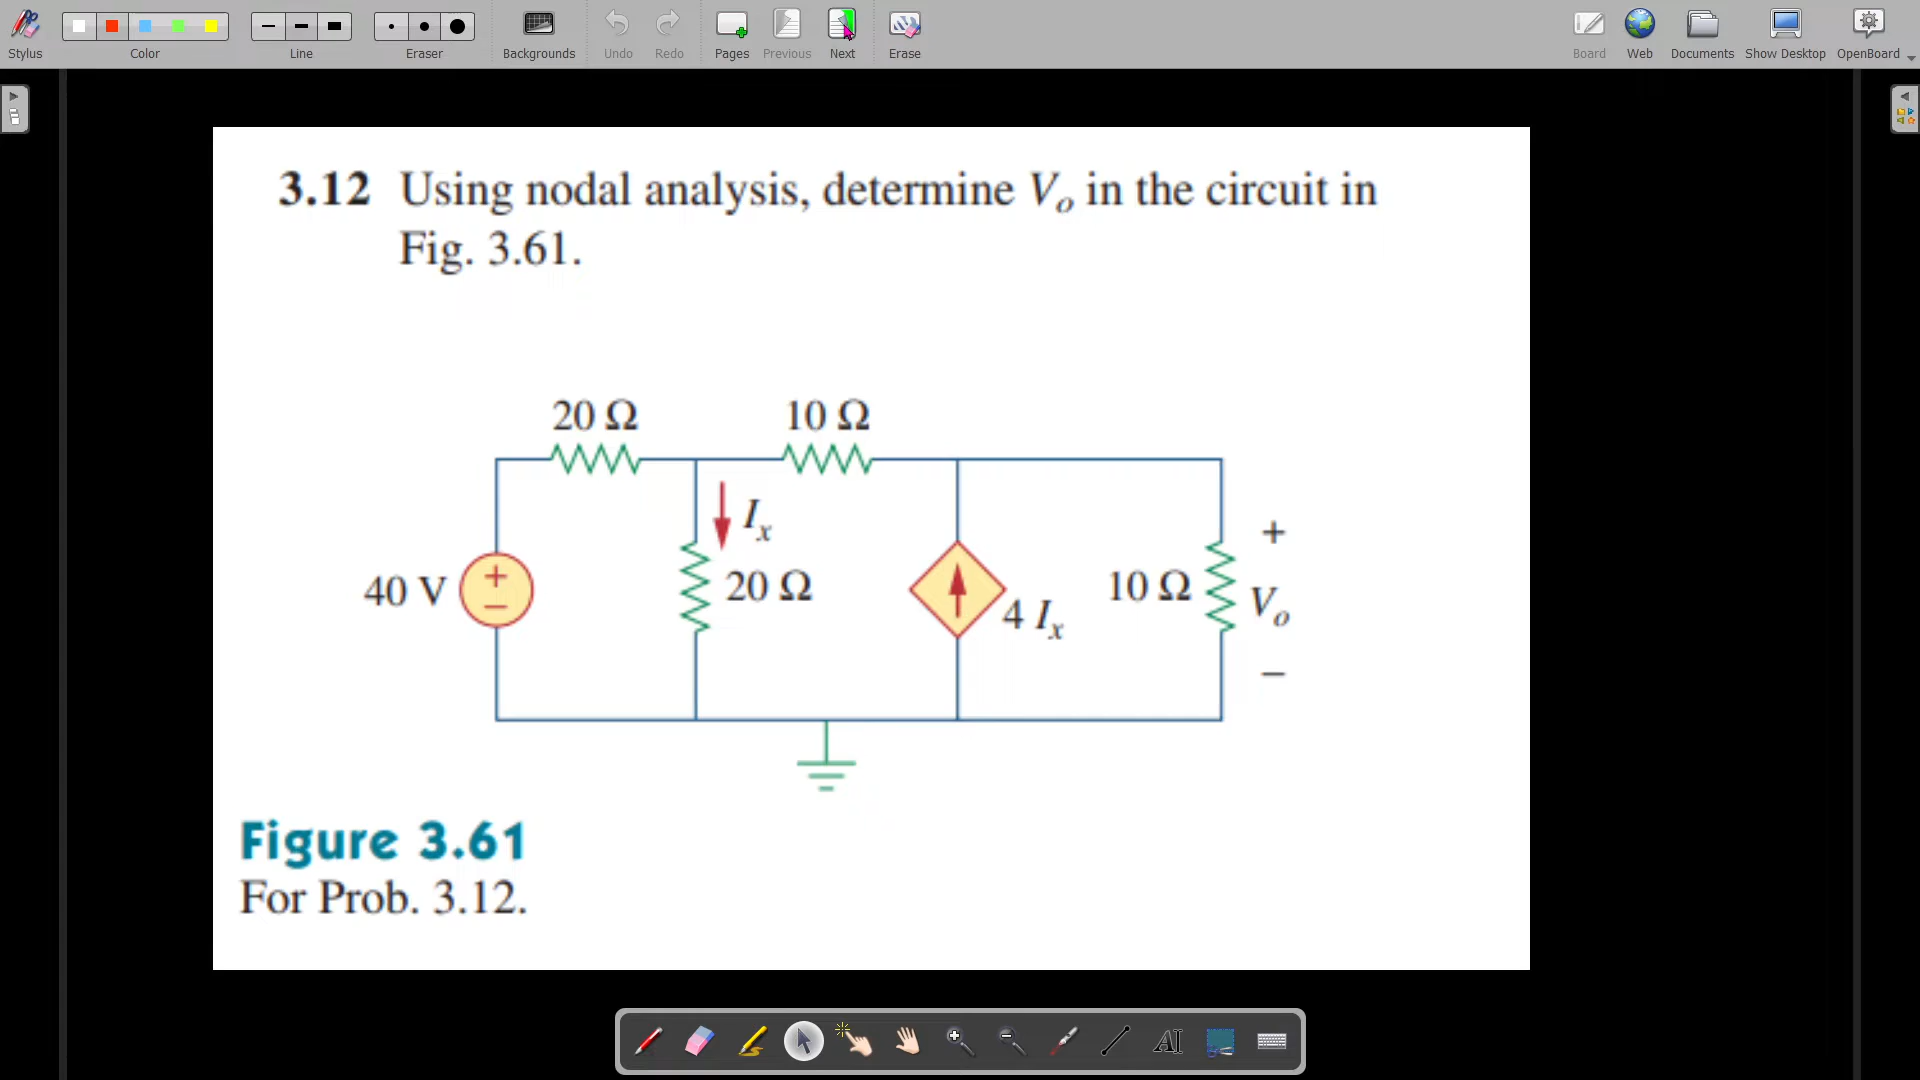 Stylus
Color
Line
Eraser
Backgrounds
Undo
Redo
Pages
Previous
Next
Erase
Board
Web
Documents
Show Desktop
OpenBoard
3.12 Using nodal analysis, determine Vₒ in the circuit in
Fig. 3.61.
20 Ω
10 Ω
Iₓ
+
40 V
+
−
20 Ω
4 Iₓ
10 Ω
Vₒ
−
Figure 3.61
For Prob. 3.12.
AI